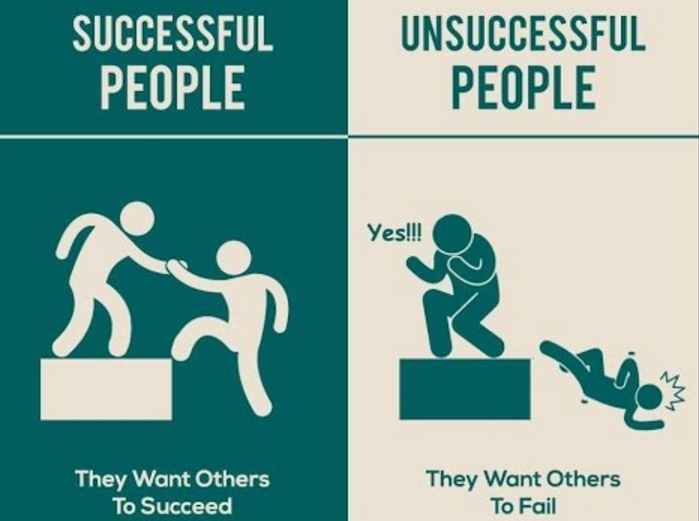 SUCCESSFUL
PEOPLE
They Want Others
To Succeed
UNSUCCESSFUL
PEOPLE
Yes!!!
They Want Others
To Fail